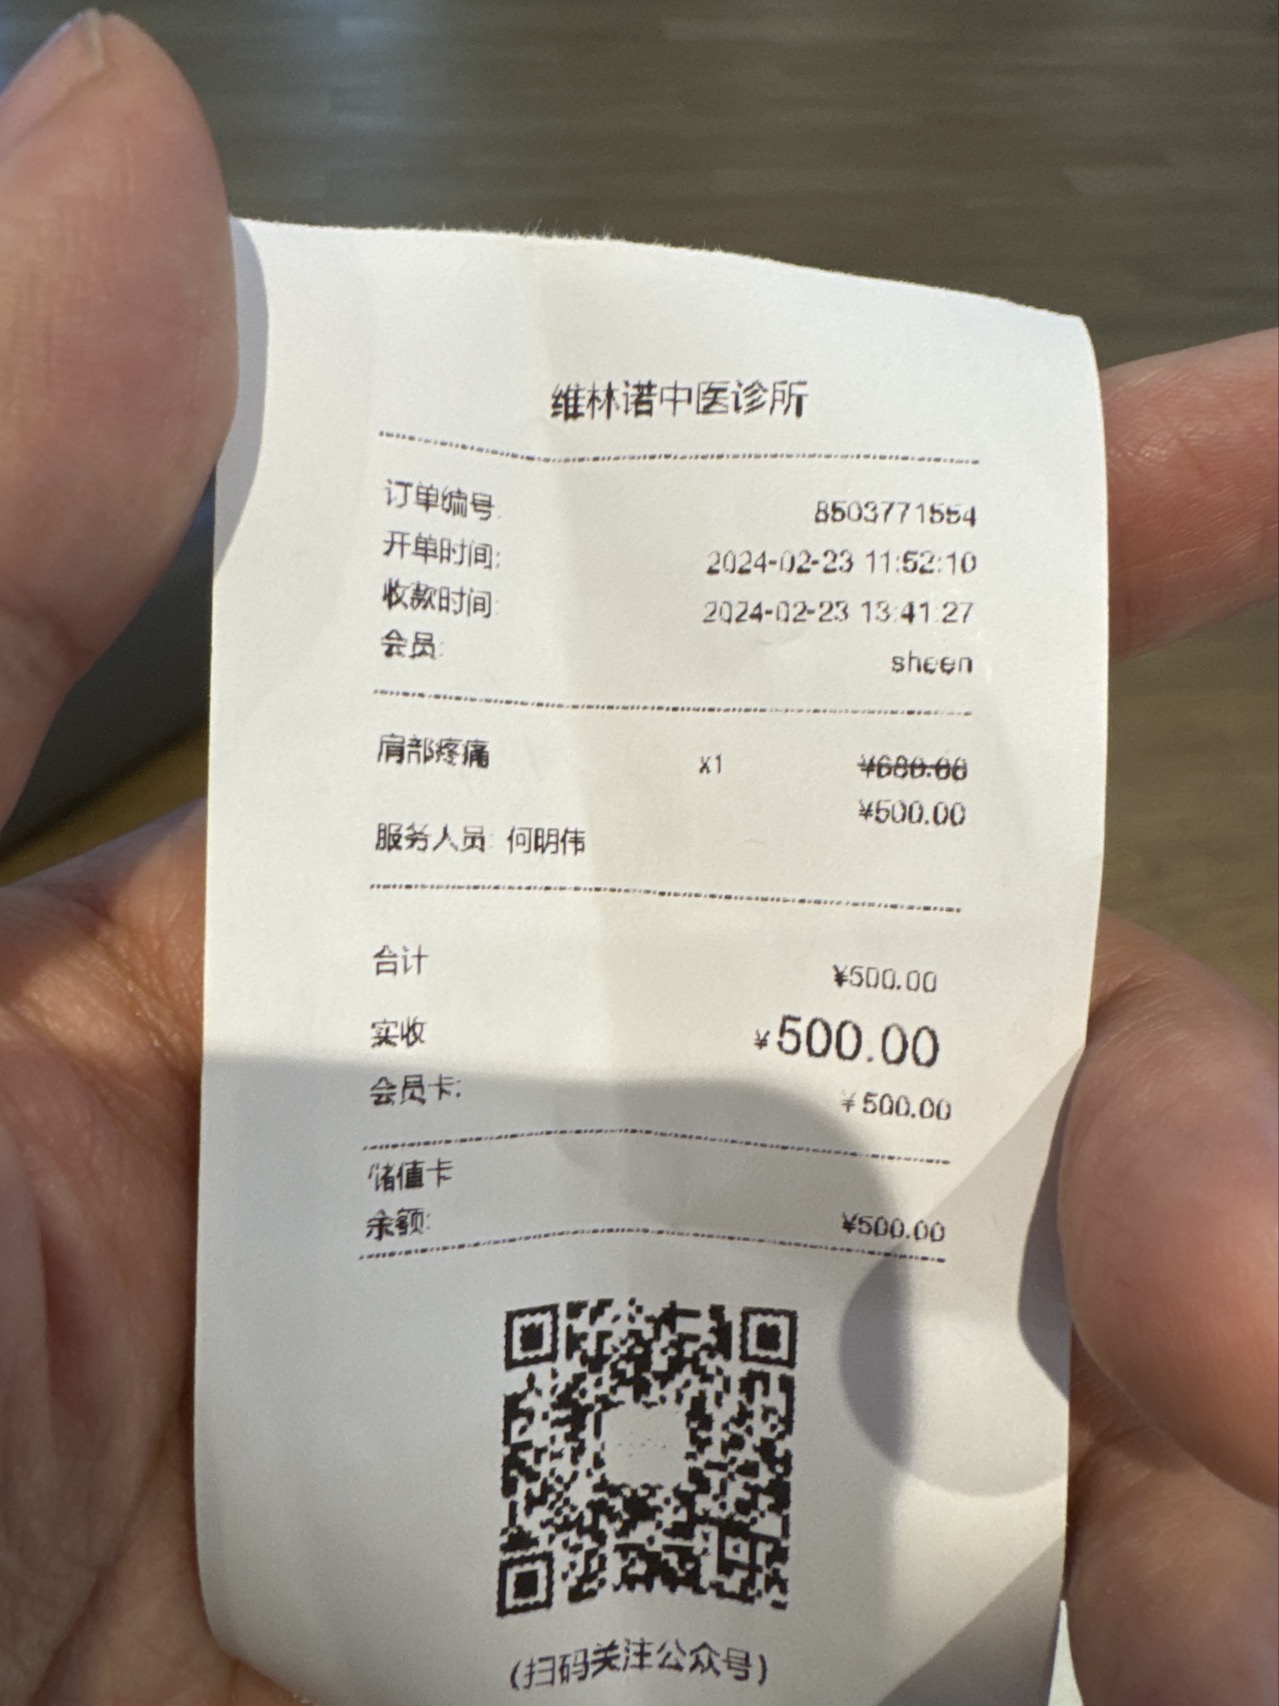 维林诺中医诊所
订单编号: 8503771554
开单时间: 2024-02-23 11:52:10
收款时间: 2024-02-23 13:41:27
会员: sheen
肩部疼痛 x1 ¥680.00
¥500.00
服务人员: 何明伟
合计 ¥500.00
实收 ¥500.00
会员卡: ¥500.00
储值卡
余额: ¥500.00
(扫码关注公众号)